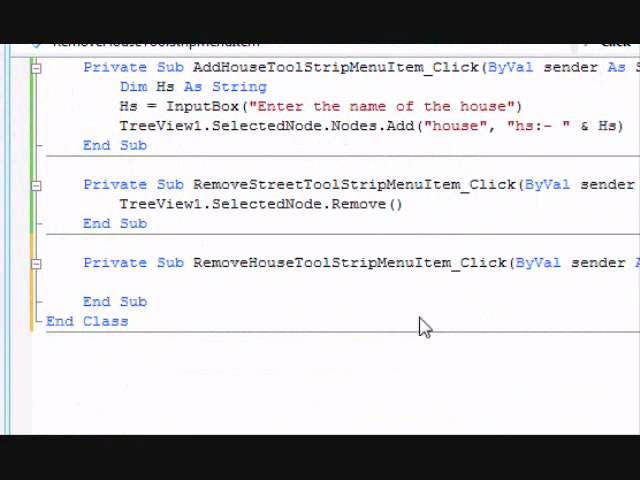 RemoveHouseToolStripMenuItem
Click
Private Sub AddHouseToolStripMenuItem_Click(ByVal sender As S
Dim Hs As String
Hs = InputBox("Enter the name of the house")
TreeView1.SelectedNode.Nodes.Add("house", "hs:- " & Hs)
End Sub
Private Sub RemoveStreetToolStripMenuItem_Click(ByVal sender
TreeView1.SelectedNode.Remove()
End Sub
Private Sub RemoveHouseToolStripMenuItem_Click(ByVal sender A
End Sub
End Class